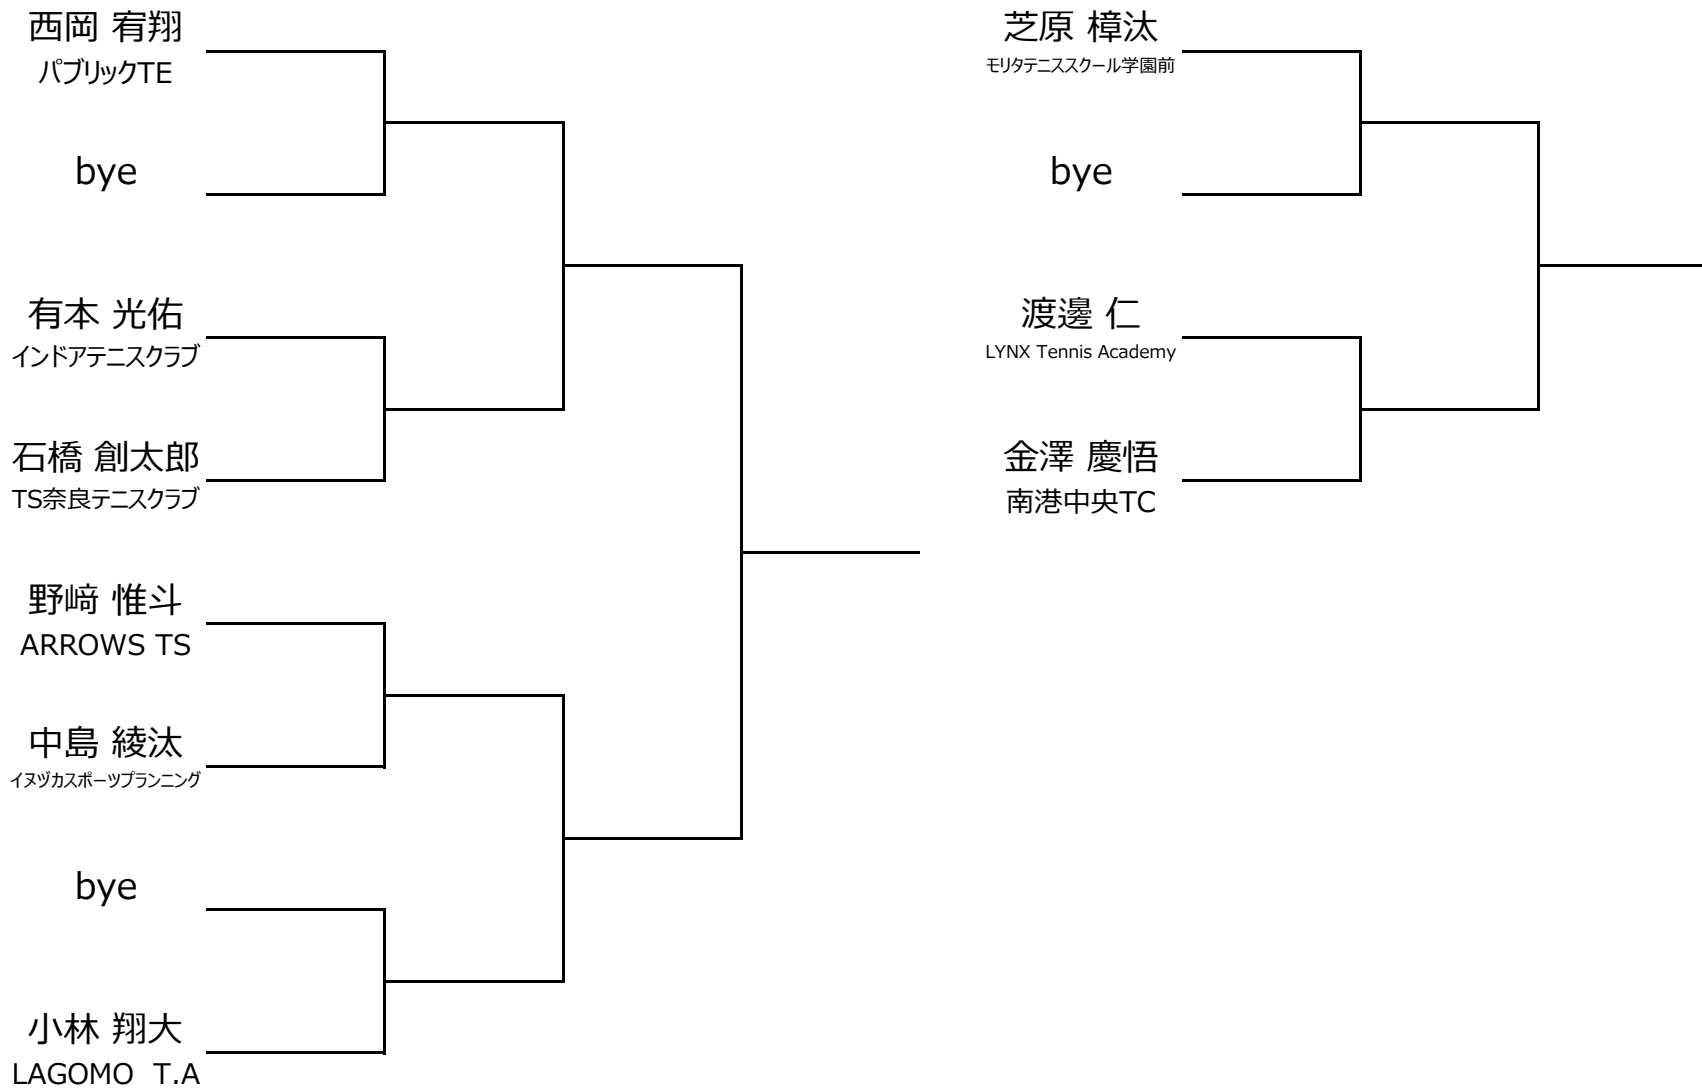 西岡 宥翔
パブリックTE
bye
有本 光佑
インドアテニスクラブ
石橋 創太郎
TS奈良テニスクラブ
野﨑 惟斗
ARROWS TS
中島 綾汰
イヌヅカスポーツプランニング
bye
小林 翔大
LAGOMO T.A
芝原 樟汰
モリタテニススクール学園前
bye
渡邊 仁
LYNX Tennis Academy
金澤 慶悟
南港中央TC